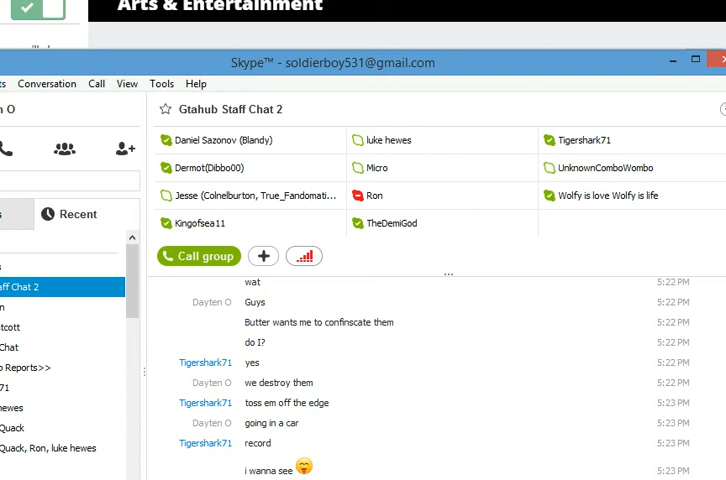 Arts & Entertainment
Skype™ - soldierboy531@gmail.com
Conversation Call View Tools Help
Gtahub Staff Chat 2
Daniel Sazonov (Blandy)
luke hewes
Tigershark71
Dermot(Dibbo00)
Micro
UnknownComboWombo
Jesse (Colnelburton, True_Fandomati...
Ron
Wolfy is love Wolfy is life
Kingofsea11
TheDemiGod
Recent
Call group
aff Chat 2
tcott
Chat
Reports>>
71
hewes
Quack
Quack, Ron, luke hewes
wat 5:22 PM
Dayten O Guys 5:22 PM
Butter wants me to confinscate them 5:22 PM
do I? 5:22 PM
Tigershark71 yes 5:22 PM
Dayten O we destroy them 5:22 PM
Tigershark71 toss em off the edge 5:23 PM
Dayten O going in a car 5:23 PM
Tigershark71 record 5:23 PM
i wanna see 5:23 PM